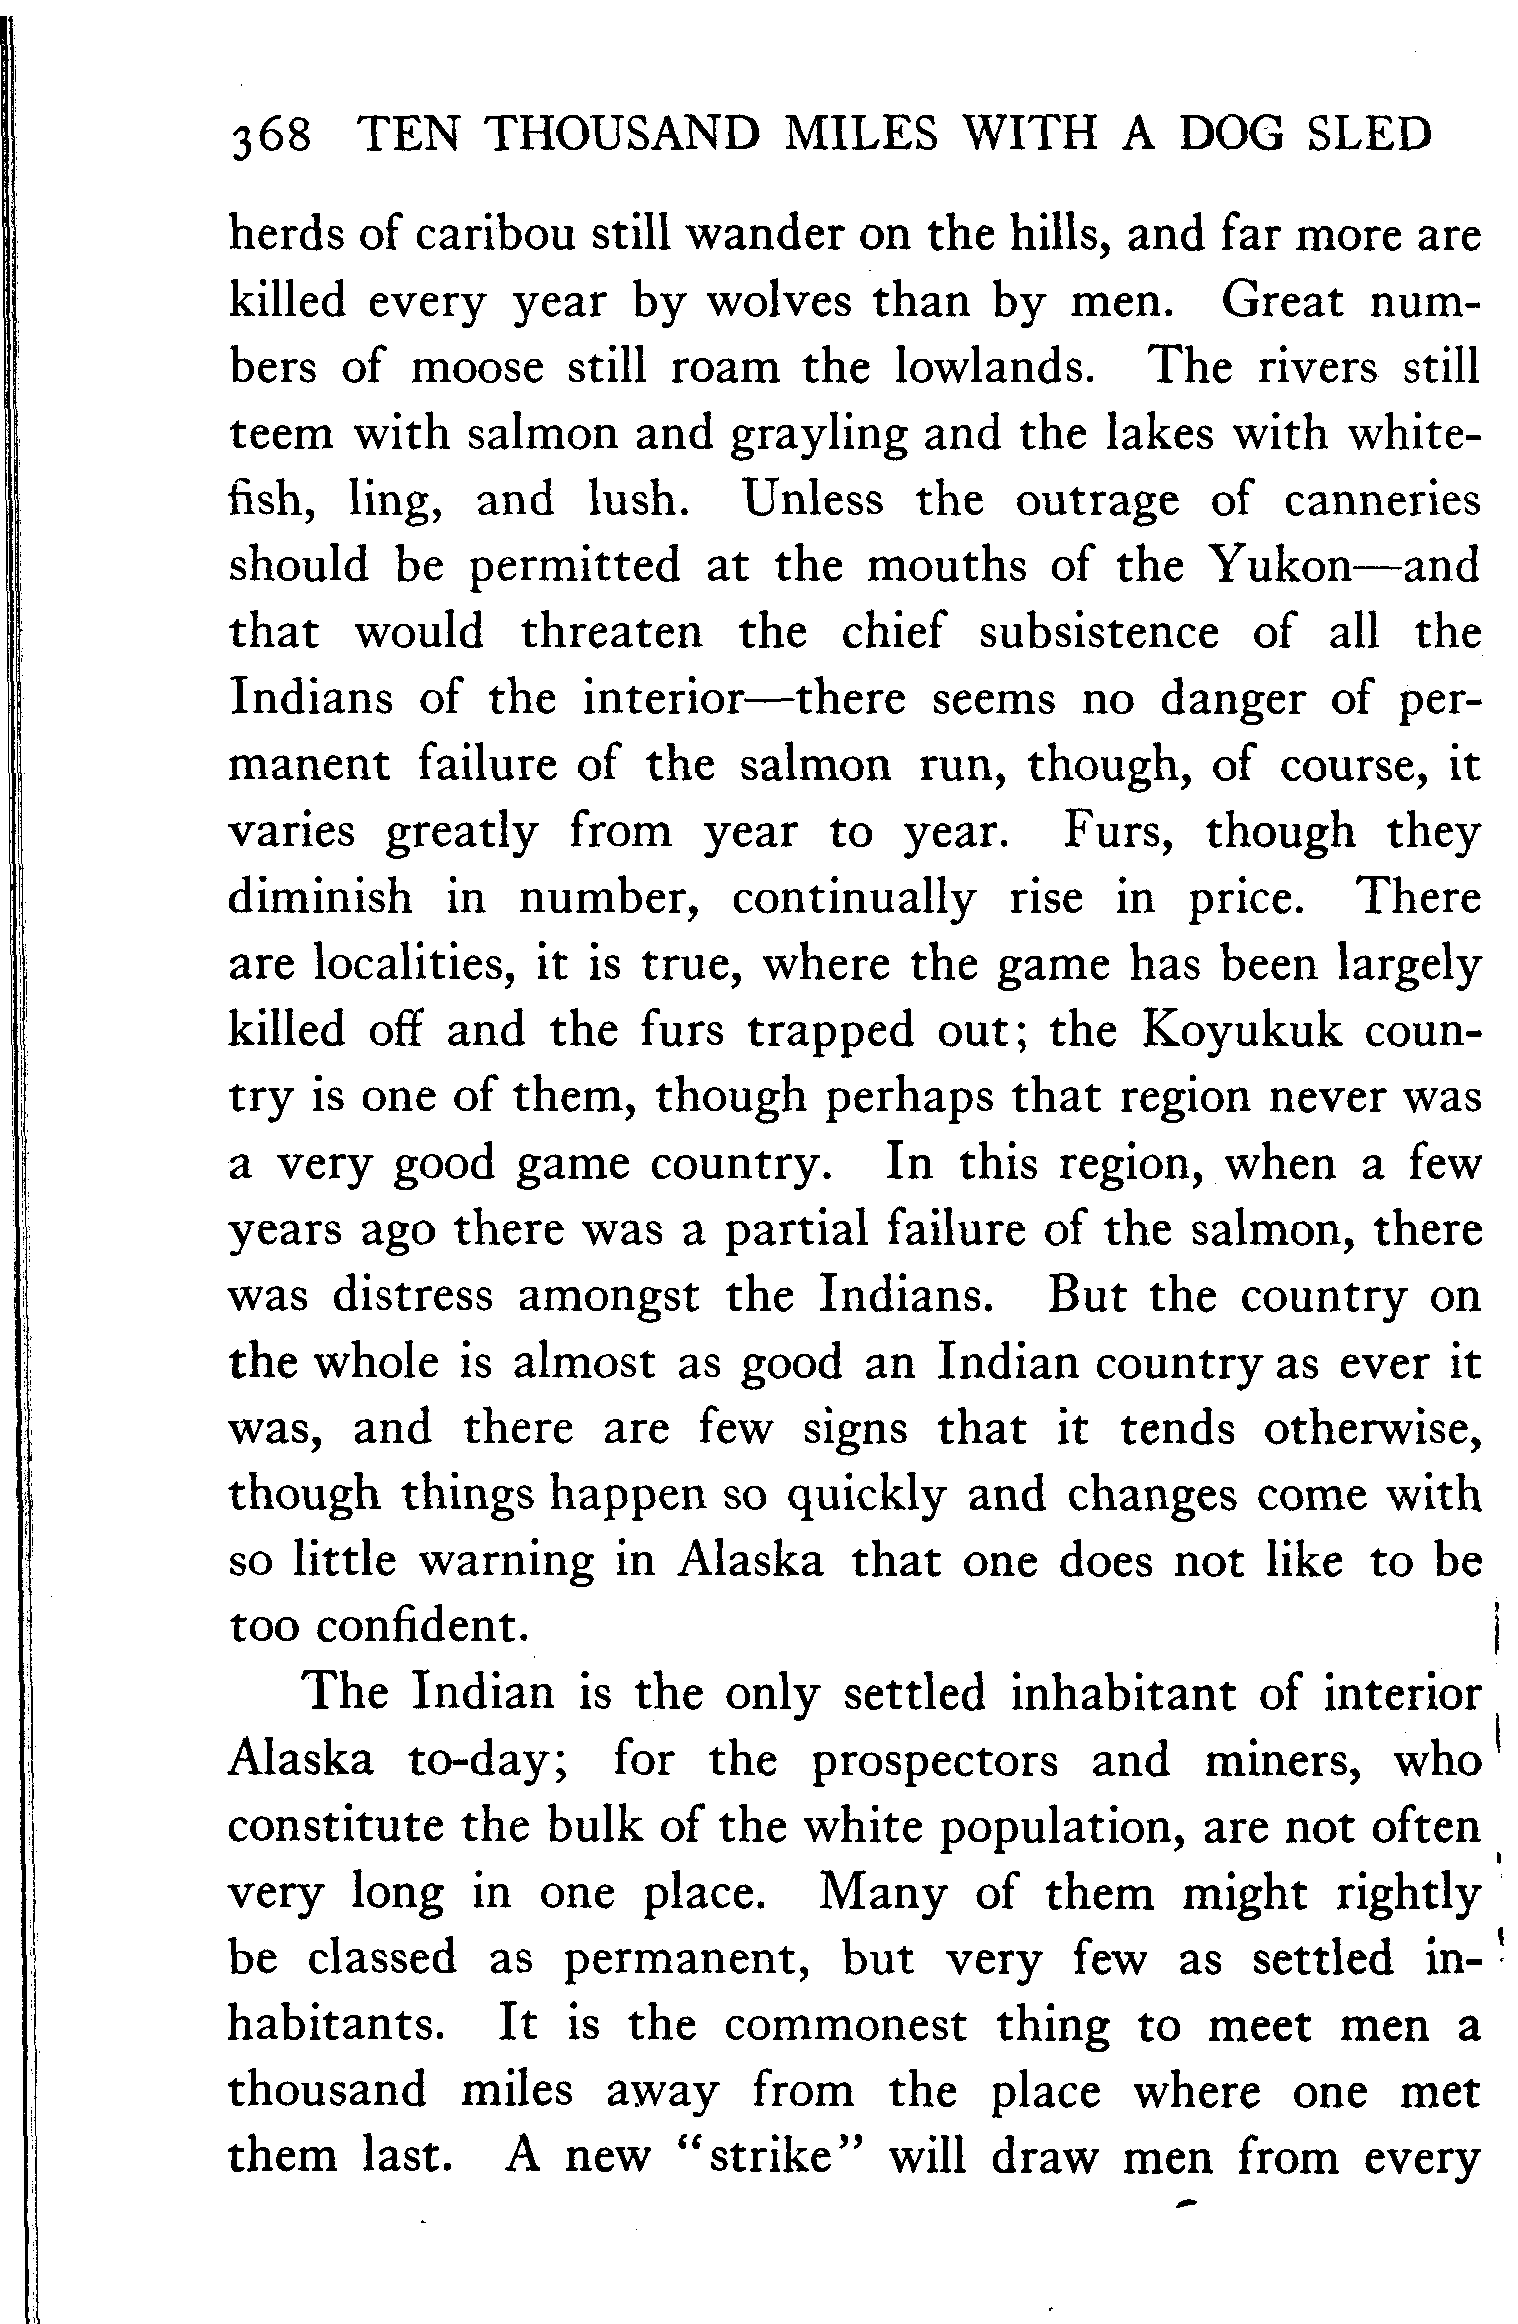 368 TEN THOUSAND MILES WITH A DOG SLED
herds of caribou still wander on the hills, and far more are
killed every year by wolves than by men. Great num-
bers of moose still roam the lowlands. The rivers still
teem with salmon and grayling and the lakes with white-
fish, ling, and lush. Unless the outrage of canneries
should be permitted at the mouths of the Yukon—and
that would threaten the chief subsistence of all the
Indians of the interior—there seems no danger of per-
manent failure of the salmon run, though, of course, it
varies greatly from year to year. Furs, though they
diminish in number, continually rise in price. There
are localities, it is true, where the game has been largely
killed off and the furs trapped out; the Koyukuk coun-
try is one of them, though perhaps that region never was
a very good game country. In this region, when a few
years ago there was a partial failure of the salmon, there
was distress amongst the Indians. But the country on
the whole is almost as good an Indian country as ever it
was, and there are few signs that it tends otherwise,
though things happen so quickly and changes come with
so little warning in Alaska that one does not like to be
too confident.
The Indian is the only settled inhabitant of interior
Alaska to-day; for the prospectors and miners, who
constitute the bulk of the white population, are not often
very long in one place. Many of them might rightly
be classed as permanent, but very few as settled in-
habitants. It is the commonest thing to meet men a
thousand miles away from the place where one met
them last. A new “strike” will draw men from every